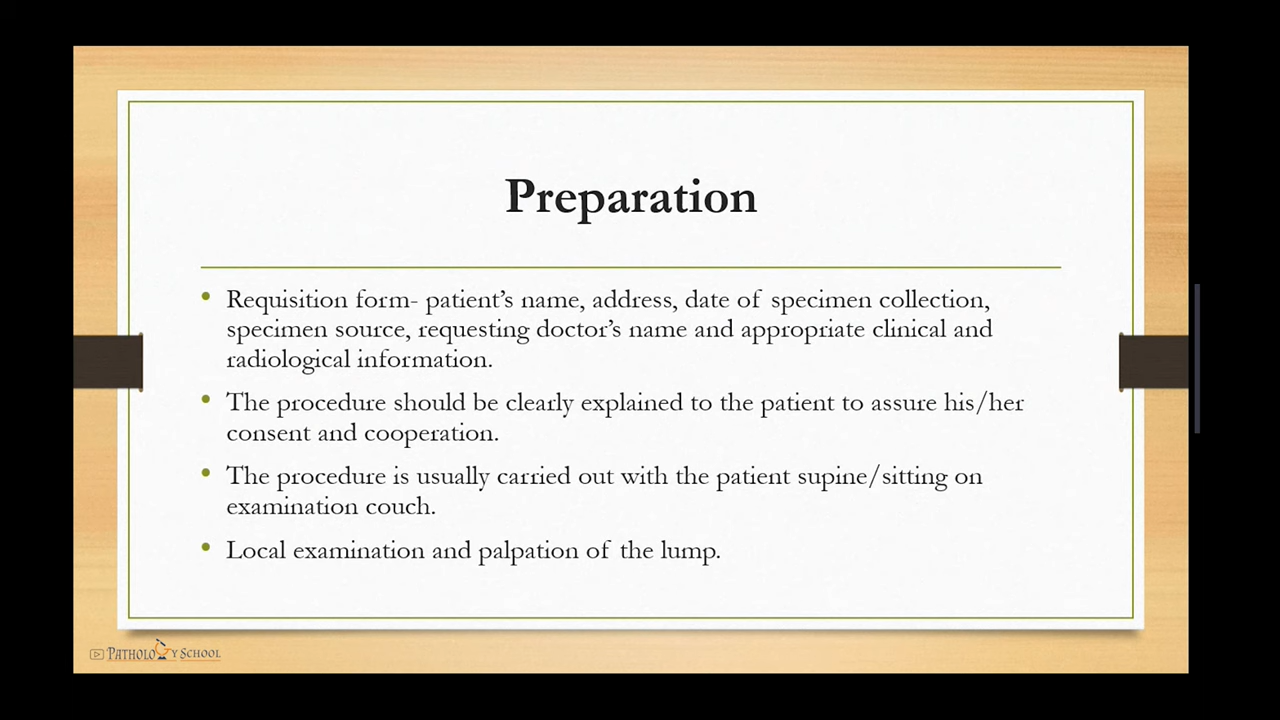 Preparation
• Requisition form- patient's name, address, date of specimen collection,
specimen source, requesting doctor's name and appropriate clinical and
radiological information.
• The procedure should be clearly explained to the patient to assure his/her
consent and cooperation.
• The procedure is usually carried out with the patient supine/sitting on
examination couch.
• Local examination and palpation of the lump.
PATHOLOGY SCHOOL